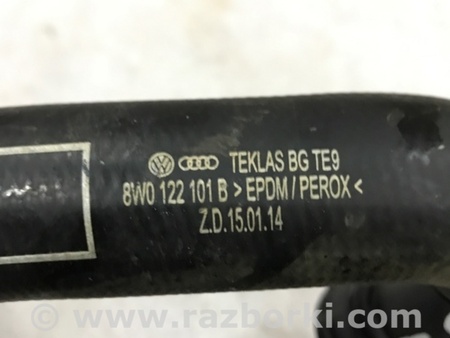 TEKLAS BG TE9
8W0 122 101 B > EPDM / PEROX <
Z.D.15.01.14
© www.razborki.com